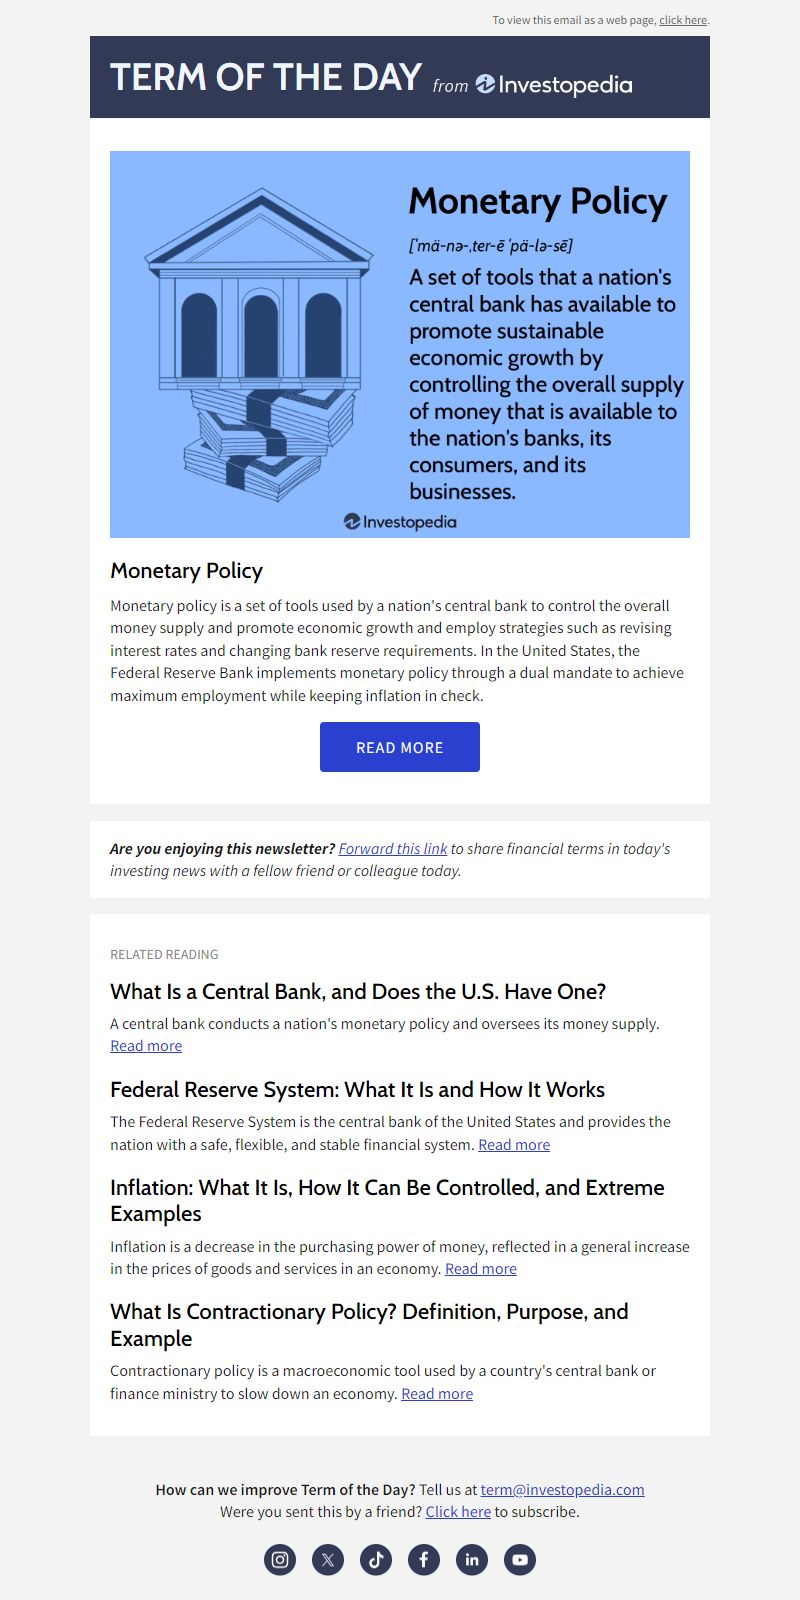 To view this email as a web page, click here.
TERM OF THE DAY from Investopedia
Monetary Policy
[ˈmä-nə-ˌter-ē ˈpä-lə-sē]
A set of tools that a nation's
central bank has available to
promote sustainable
economic growth by
controlling the overall supply
of money that is available to
the nation's banks, its
consumers, and its
businesses.
Investopedia
Monetary Policy
Monetary policy is a set of tools used by a nation's central bank to control the overall
money supply and promote economic growth and employ strategies such as revising
interest rates and changing bank reserve requirements. In the United States, the
Federal Reserve Bank implements monetary policy through a dual mandate to achieve
maximum employment while keeping inflation in check.
READ MORE
Are you enjoying this newsletter? Forward this link to share financial terms in today's
investing news with a fellow friend or colleague today.
RELATED READING
What Is a Central Bank, and Does the U.S. Have One?
A central bank conducts a nation's monetary policy and oversees its money supply.
Read more
Federal Reserve System: What It Is and How It Works
The Federal Reserve System is the central bank of the United States and provides the
nation with a safe, flexible, and stable financial system. Read more
Inflation: What It Is, How It Can Be Controlled, and Extreme
Examples
Inflation is a decrease in the purchasing power of money, reflected in a general increase
in the prices of goods and services in an economy. Read more
What Is Contractionary Policy? Definition, Purpose, and
Example
Contractionary policy is a macroeconomic tool used by a country's central bank or
finance ministry to slow down an economy. Read more
How can we improve Term of the Day? Tell us at term@investopedia.com
Were you sent this by a friend? Click here to subscribe.